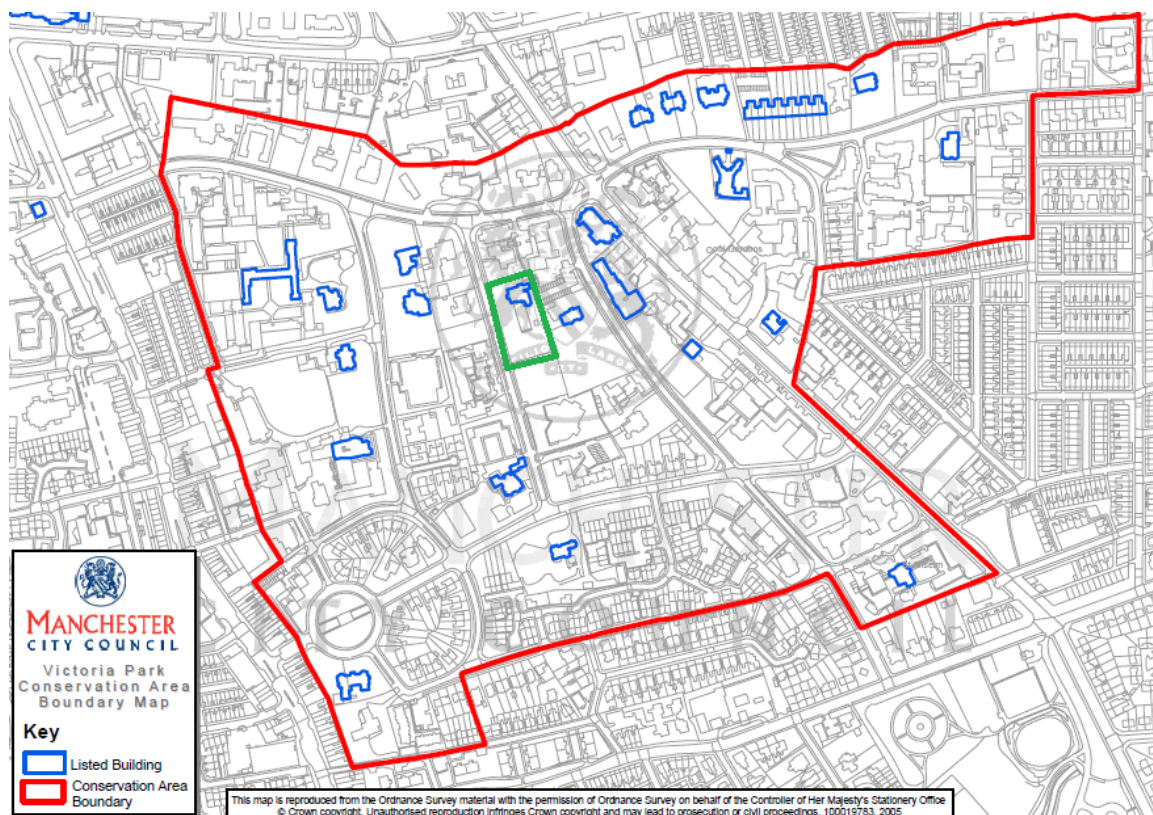 MANCHESTER
CITY COUNCIL
Victoria Park
Conservation Area
Boundary Map
Key
Listed Building
Conservation Area
Boundary
This map is reproduced from the Ordnance Survey material with the permission of Ordnance Survey on behalf of the Controller of Her Majesty's Stationery Office
© Crown copyright. Unauthorised reproduction infringes Crown copyright and may lead to prosecution or civil proceedings. 100019783. 2005